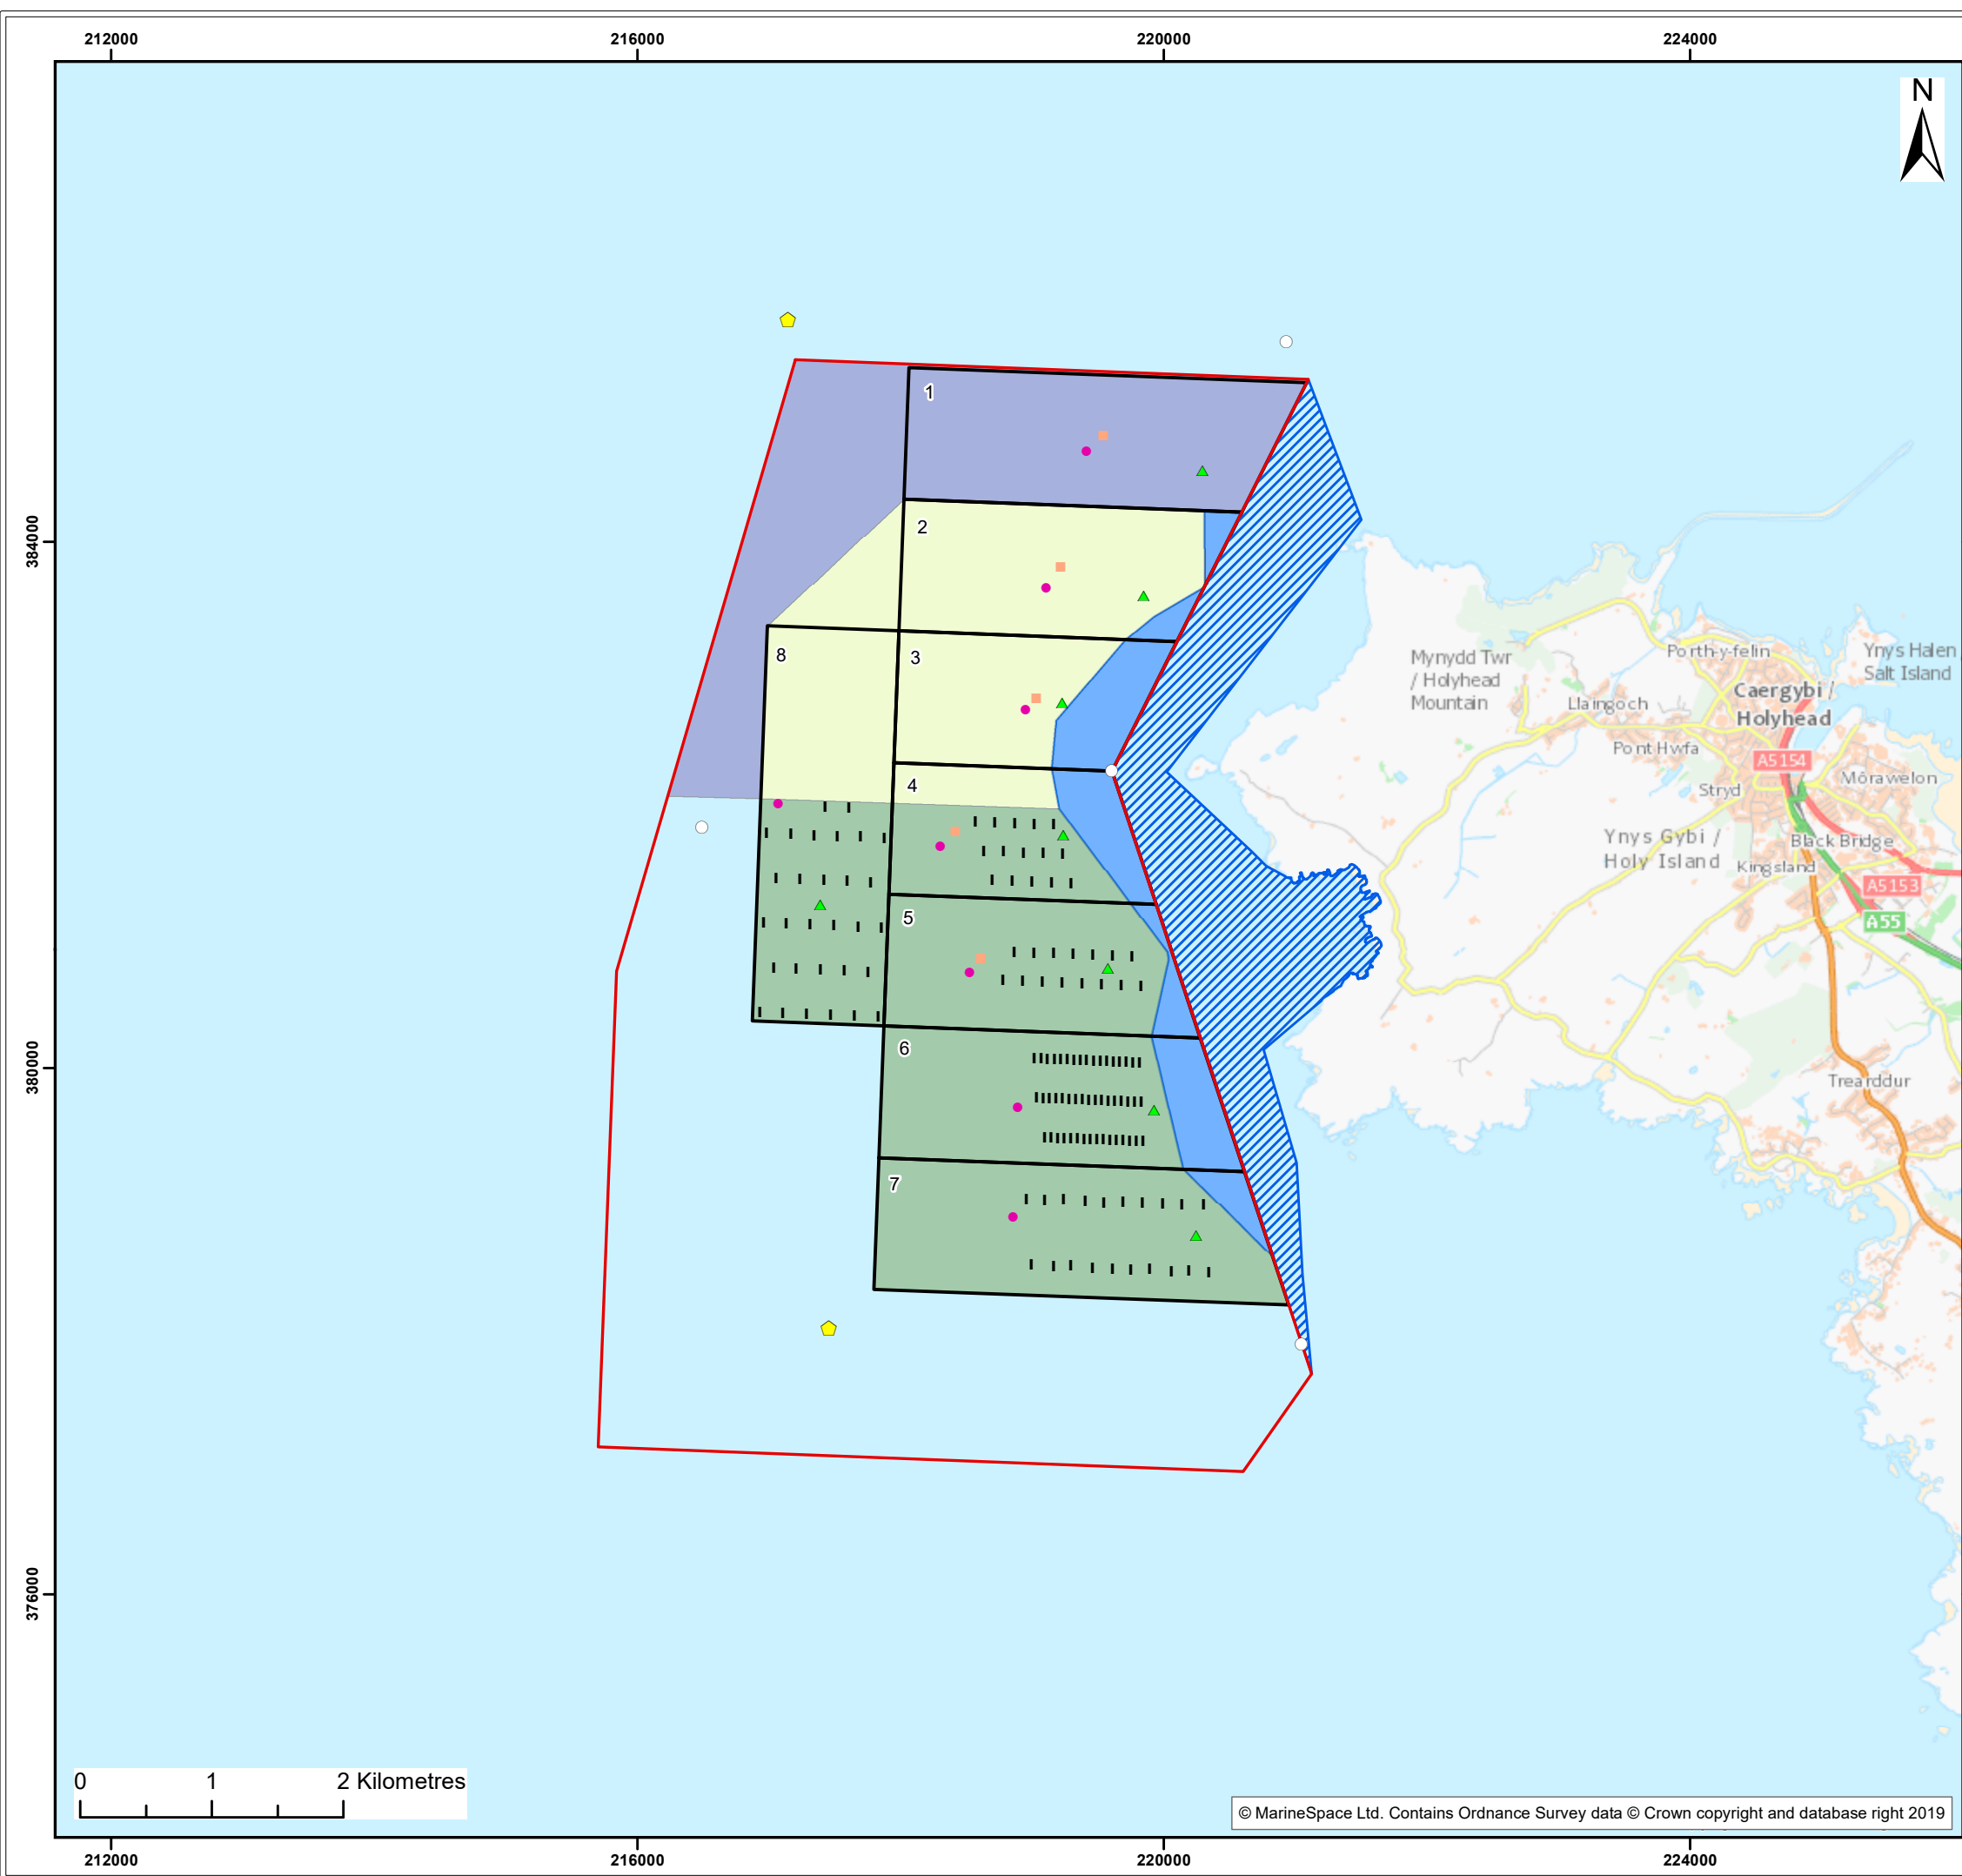 212000
216000
220000
224000
N
384000
380000
376000
1
2
3
8
4
5
6
7
Mynydd Twr
/ Holyhead
Mountain
Porth-y-felin
Ynys Halen
Salt Island
Caergybi /
Holyhead
Llaingoch
Pont Hwfa
A5154
Môrawelon
Stryd
Ynys Gybi /
Holy Island
Black Bridge
Kingsland
A5153
A55
Trearddur
0
1
2 Kilometres
© MarineSpace Ltd. Contains Ordnance Survey data © Crown copyright and database right 2019
212000
216000
220000
224000